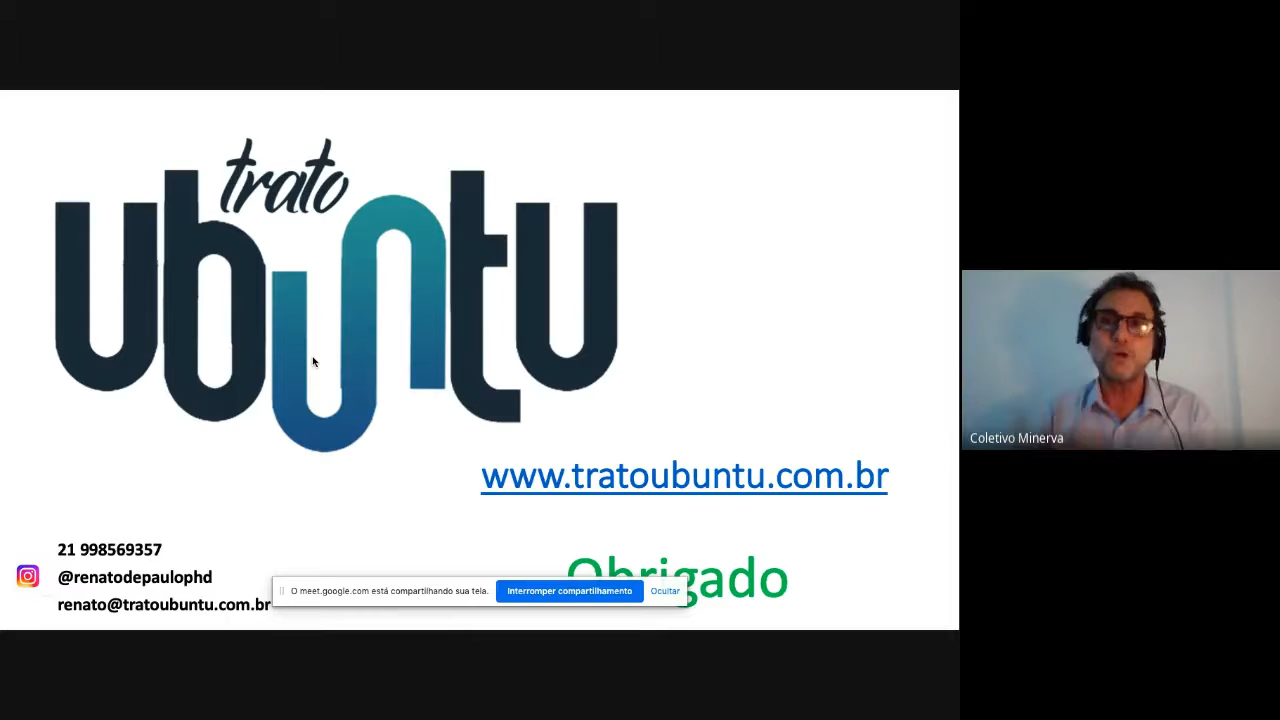 trato
ubuntu
www.tratoubuntu.com.br
21 998569357
@renatodepaulophd
renato@tratoubuntu.com.br
Obrigado
O meet.google.com está compartilhando sua tela.
Interromper compartilhamento
Ocultar
Coletivo Minerva